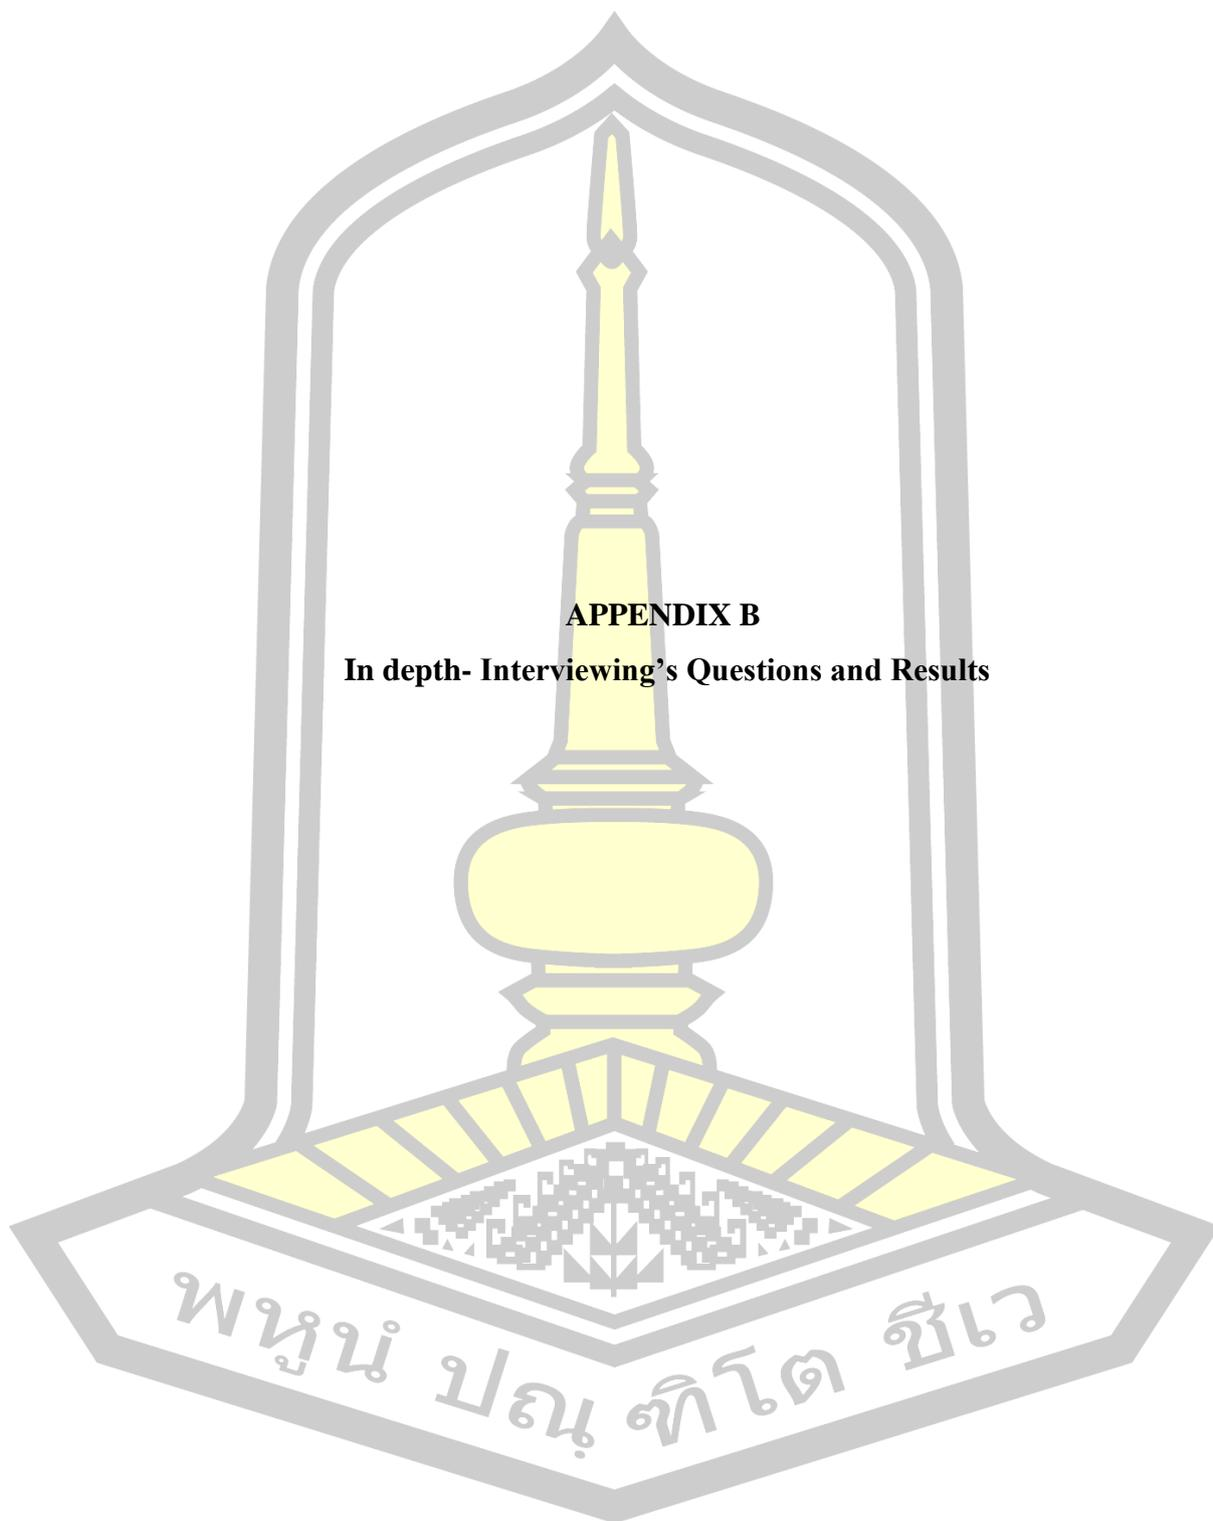 APPENDIX B
In depth- Interviewing’s Questions and Results
พหูนํ ปณฺฑิโต ชีเว